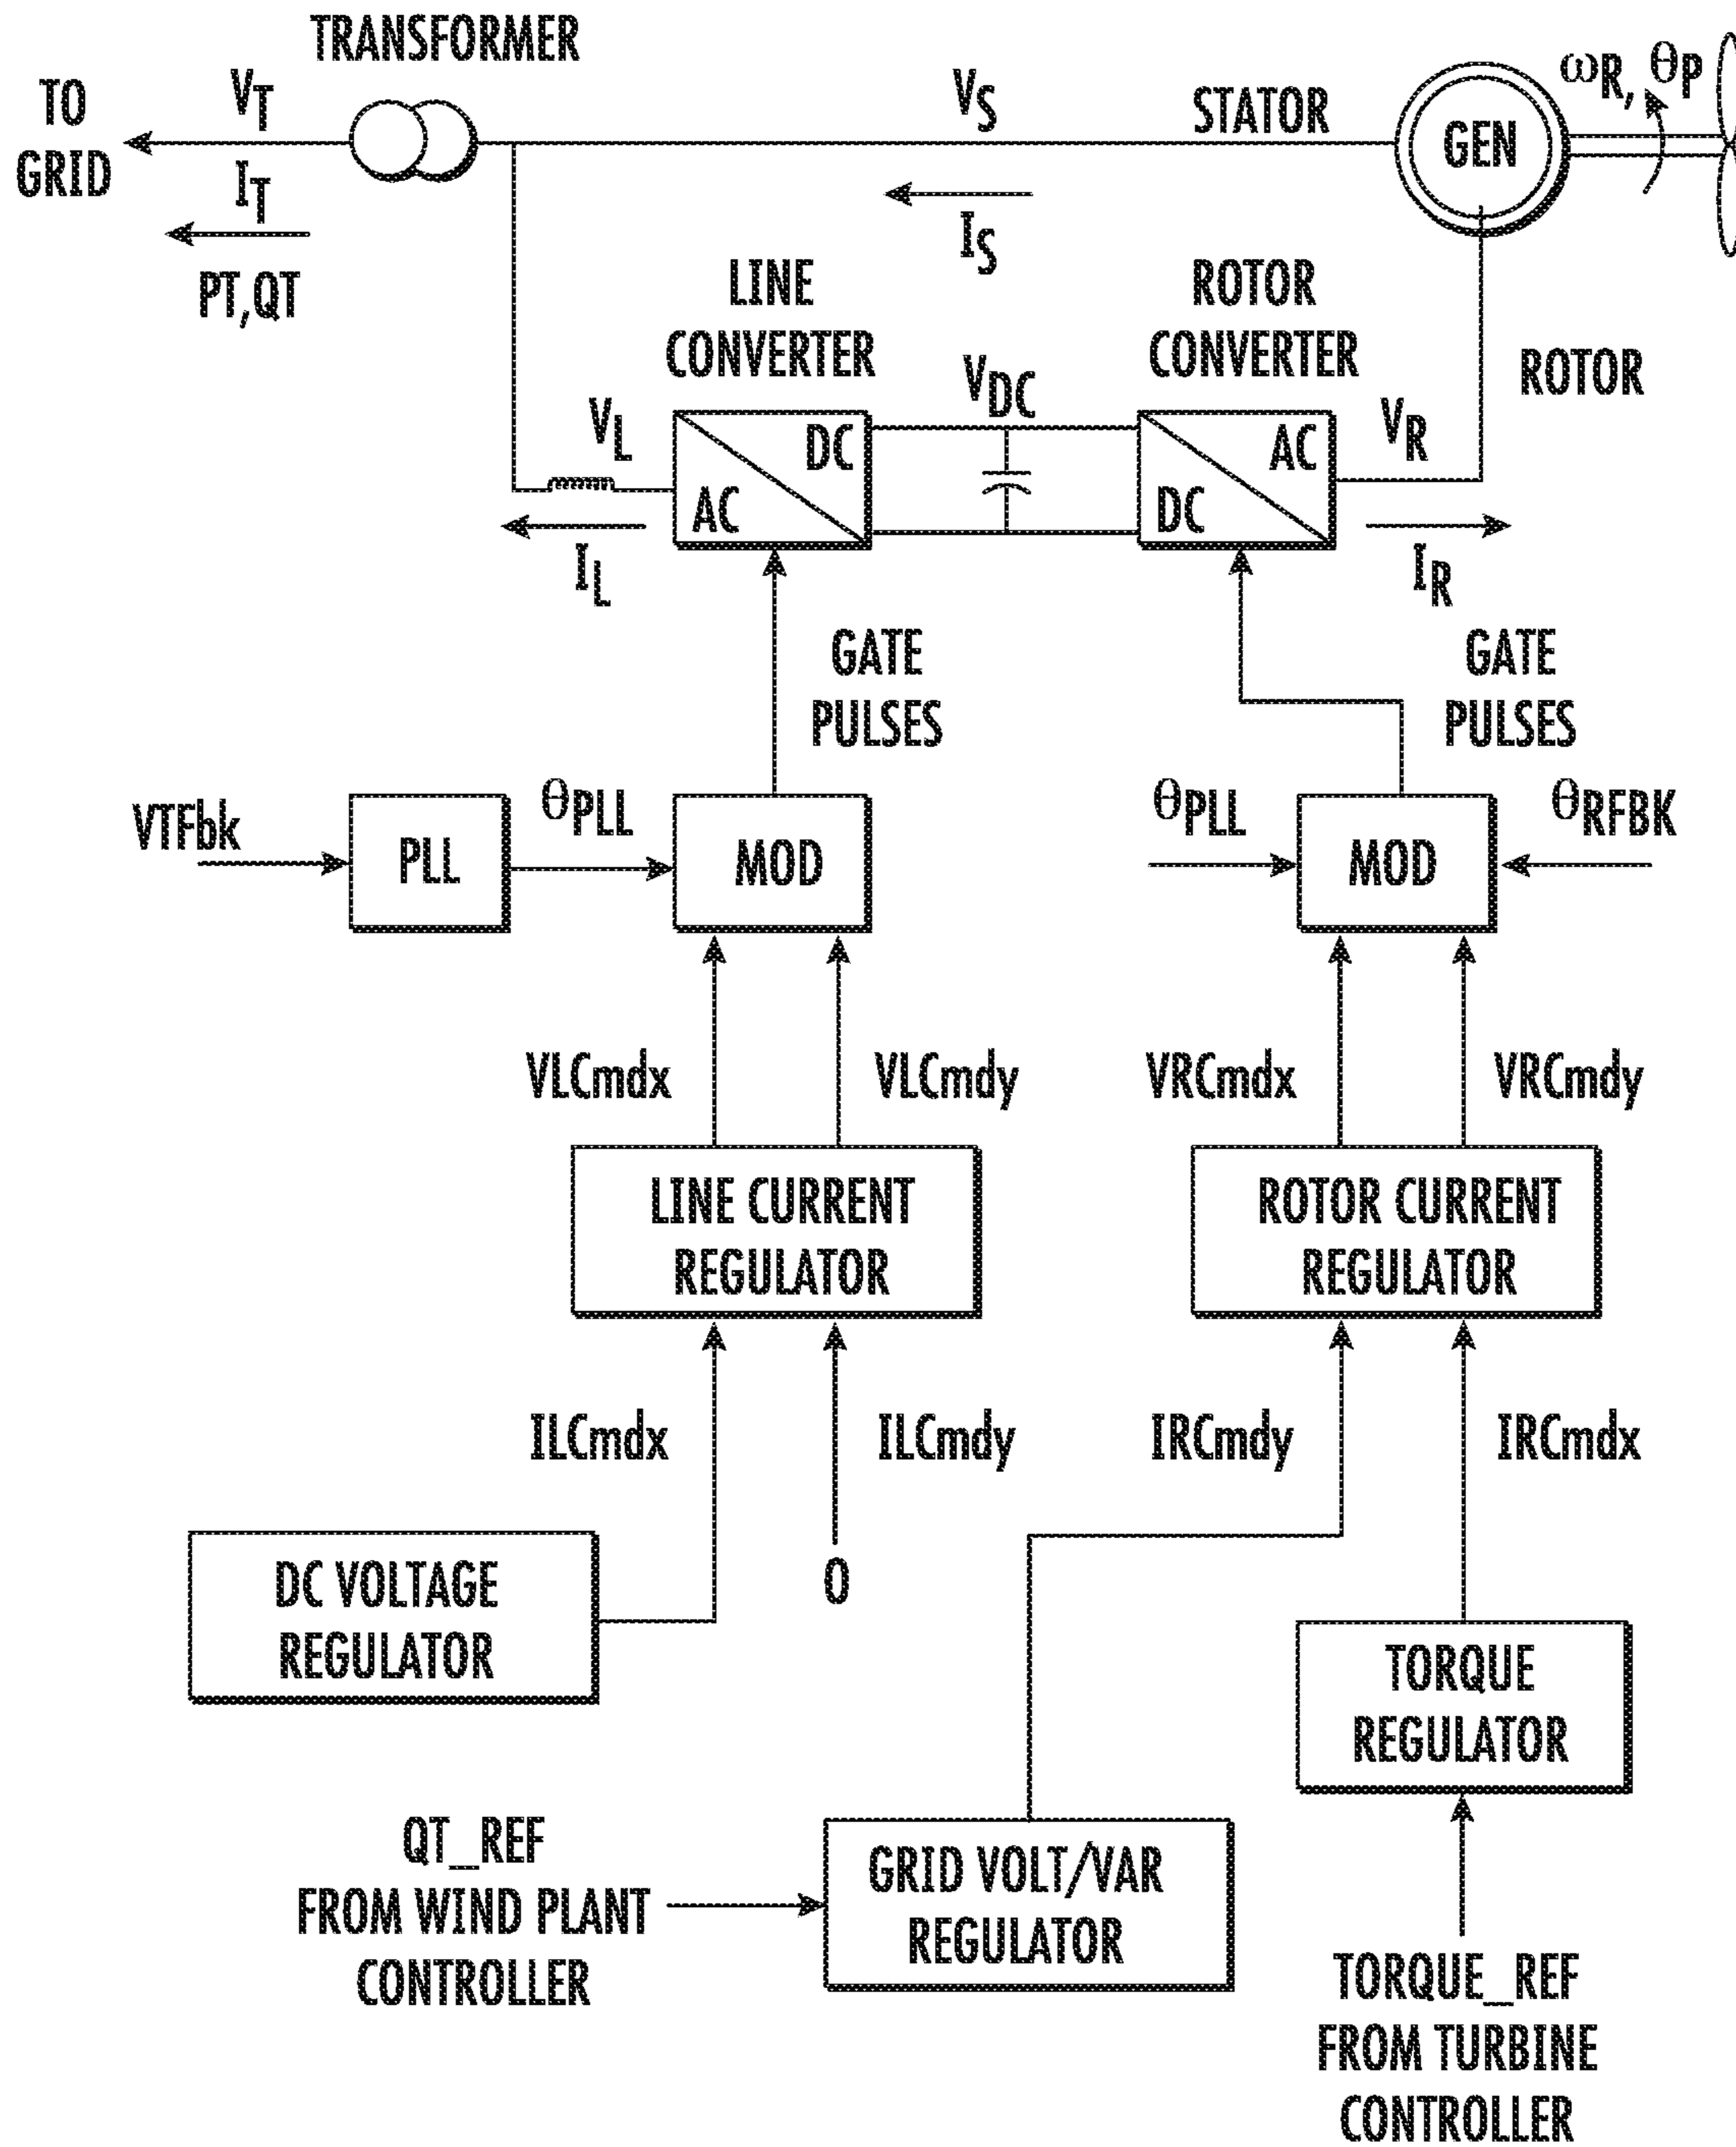 TRANSFORMER
TO
GRID
VT
IT
PT,QT
VS
IS
STATOR
GEN
ωR, θP
LINE
CONVERTER
ROTOR
CONVERTER
ROTOR
VL
IL
DC
AC
VDC
AC
DC
VR
IR
GATE
PULSES
GATE
PULSES
VTFbk
PLL
θPLL
MOD
θPLL
MOD
θRFBK
VLCmdx
VLCmdy
VRCmdx
VRCmdy
LINE CURRENT
REGULATOR
ROTOR CURRENT
REGULATOR
ILCmdx
ILCmdy
IRCmdy
IRCmdx
DC VOLTAGE
REGULATOR
0
TORQUE
REGULATOR
QT_REF
FROM WIND PLANT
CONTROLLER
GRID VOLT/VAR
REGULATOR
TORQUE_REF
FROM TURBINE
CONTROLLER